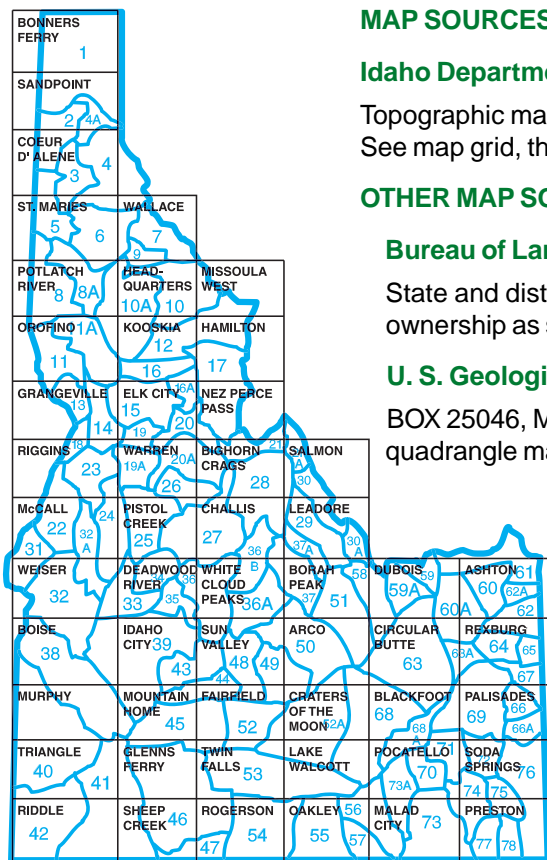 BONNERS
FERRY
1
SANDPOINT
2 4A
COEUR
D' ALENE 4
3
ST. MARIES WALLACE
5 6 7
9
POTLATCH HEAD- MISSOULA
RIVER 8 8A QUARTERS WEST
10A 10
OROFINO 11A KOOSKIA HAMILTON
11 12 17
16
GRANGEVILLE ELK CITY 16A NEZ PERCE
13 15 PASS
14 19 20
18 21
RIGGINS WARREN 20A BIGHORN SALMON
23 19A CRAGS
26 28 30
McCALL PISTOL CHALLIS LEADORE
22 24 CREEK 29
31 32 25 27 36 37A 30
A B A
WEISER DEADWOOD WHITE BORAH 58 DUBOIS 59 ASHTON 61
RIVER 36 CLOUD PEAK 59A 60
32 33 35 PEAKS 36A 37 51 60A 62A
62
BOISE IDAHO SUN ARCO CIRCULAR REXBURG
38 CITY 39 VALLEY 50 BUTTE 64 65
43 44 48 49 63 63A
67
MURPHY MOUNTAIN FAIRFIELD CRATERS BLACKFOOT PALISADES
HOME OF THE 68 69 66
45 52 MOON 52A 68 66A
A
TRIANGLE GLENNS TWIN LAKE POCATELLO 71 SODA
40 FERRY FALLS 53 WALCOTT 70 SPRINGS 76
41 73A 74 75
RIDDLE SHEEP ROGERSON OAKLEY 56 MALAD PRESTON
42 CREEK 46 54 55 57 CITY 73 77 78
47
MAP SOURCES
Idaho Departme
Topographic ma
See map grid, th
OTHER MAP SO
Bureau of Lan
State and dist
ownership as s
U. S. Geologi
BOX 25046, M
quadrangle ma